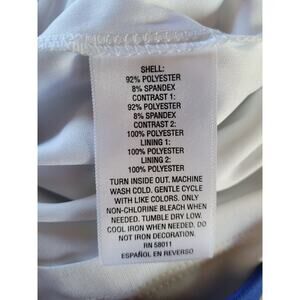 SHELL:
92% POLYESTER
8% SPANDEX
CONTRAST 1:
92% POLYESTER
8% SPANDEX
CONTRAST 2:
100% POLYESTER
LINING 1:
100% POLYESTER
LINING 2:
100% POLYESTER
TURN INSIDE OUT. MACHINE
WASH COLD. GENTLE CYCLE
WITH LIKE COLORS. ONLY
NON-CHLORINE BLEACH WHEN
NEEDED. TUMBLE DRY LOW.
COOL IRON WHEN NEEDED. DO
NOT IRON DECORATION.
RN 58011
ESPAÑOL EN REVERSO